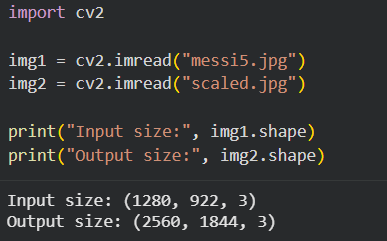 import cv2
img1 = cv2.imread("messi5.jpg")
img2 = cv2.imread("scaled.jpg")
print("Input size:", img1.shape)
print("Output size:", img2.shape)
Input size: (1280, 922, 3)
Output size: (2560, 1844, 3)